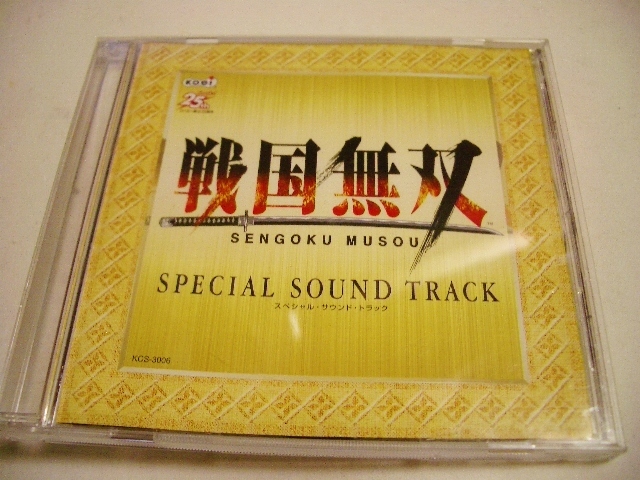 KOEI
25th
戦国無双
SENGOKU MUSOU
SPECIAL SOUND TRACK
スペシャル・サウンド・トラック
KCS-3006